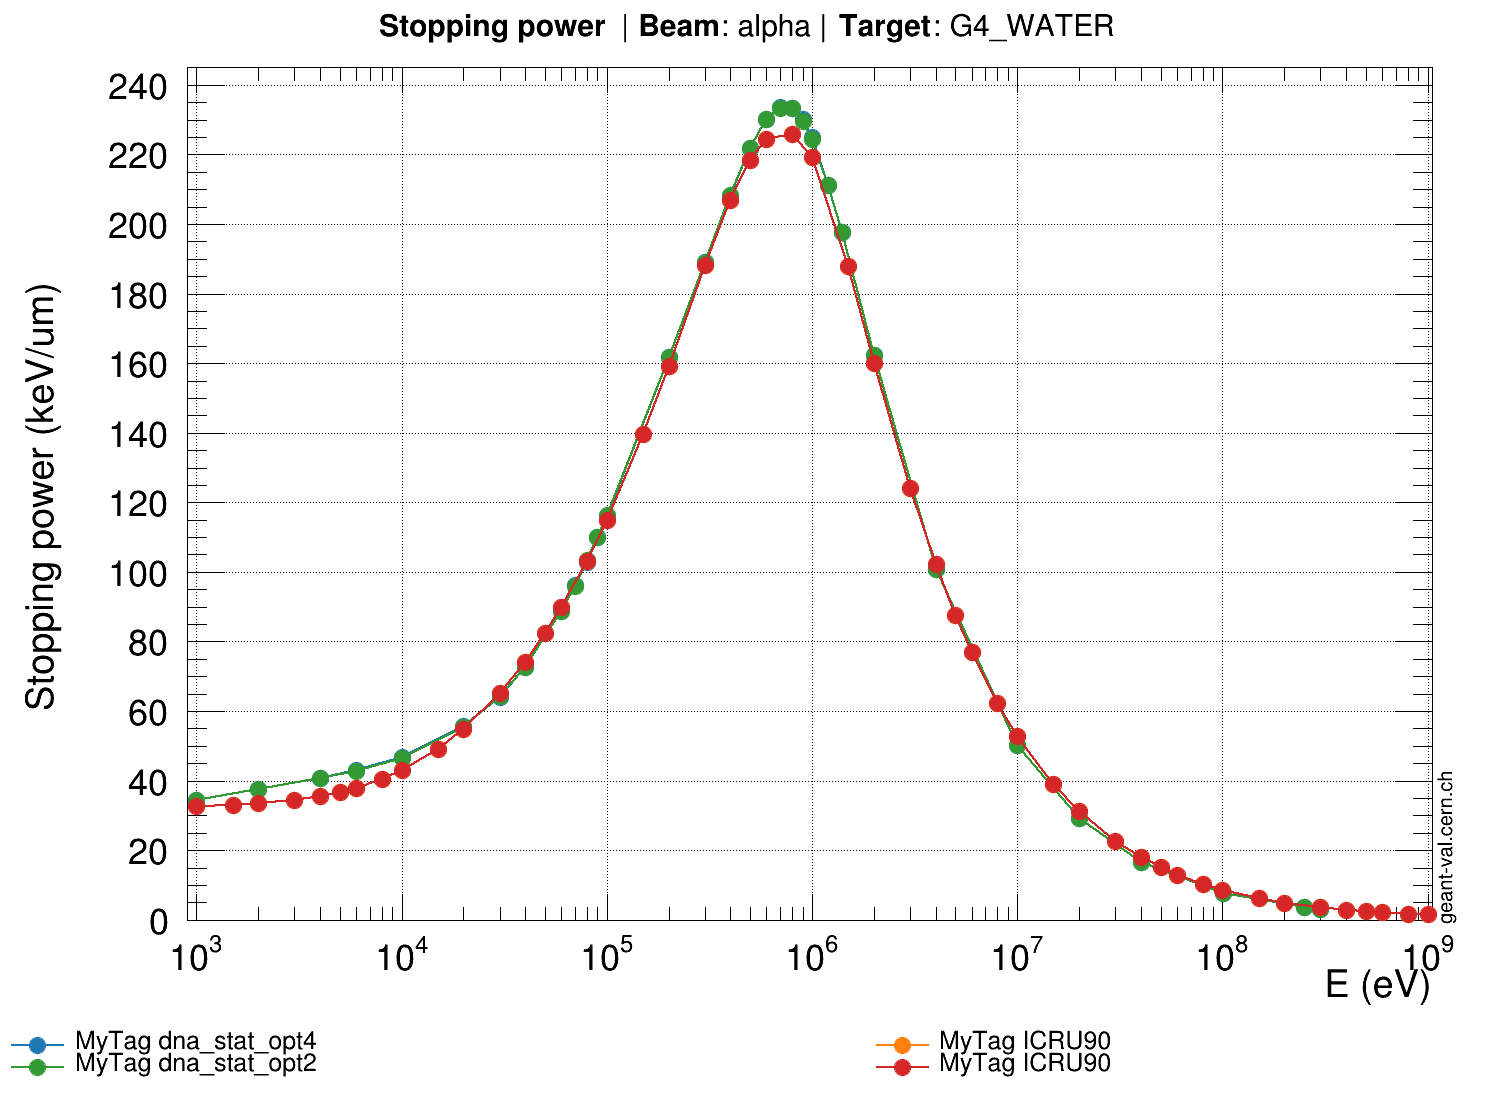 Stopping power | Beam: alpha | Target: G4_WATER
Stopping power (keV/um)
240
220
200
180
160
140
120
100
80
60
40
20
0
10³ 10⁴ 10⁵ 10⁶ 10⁷ 10⁸ 10⁹
E (eV)
geant-val.cern.ch
MyTag dna_stat_opt4
MyTag dna_stat_opt2
MyTag ICRU90
MyTag ICRU90